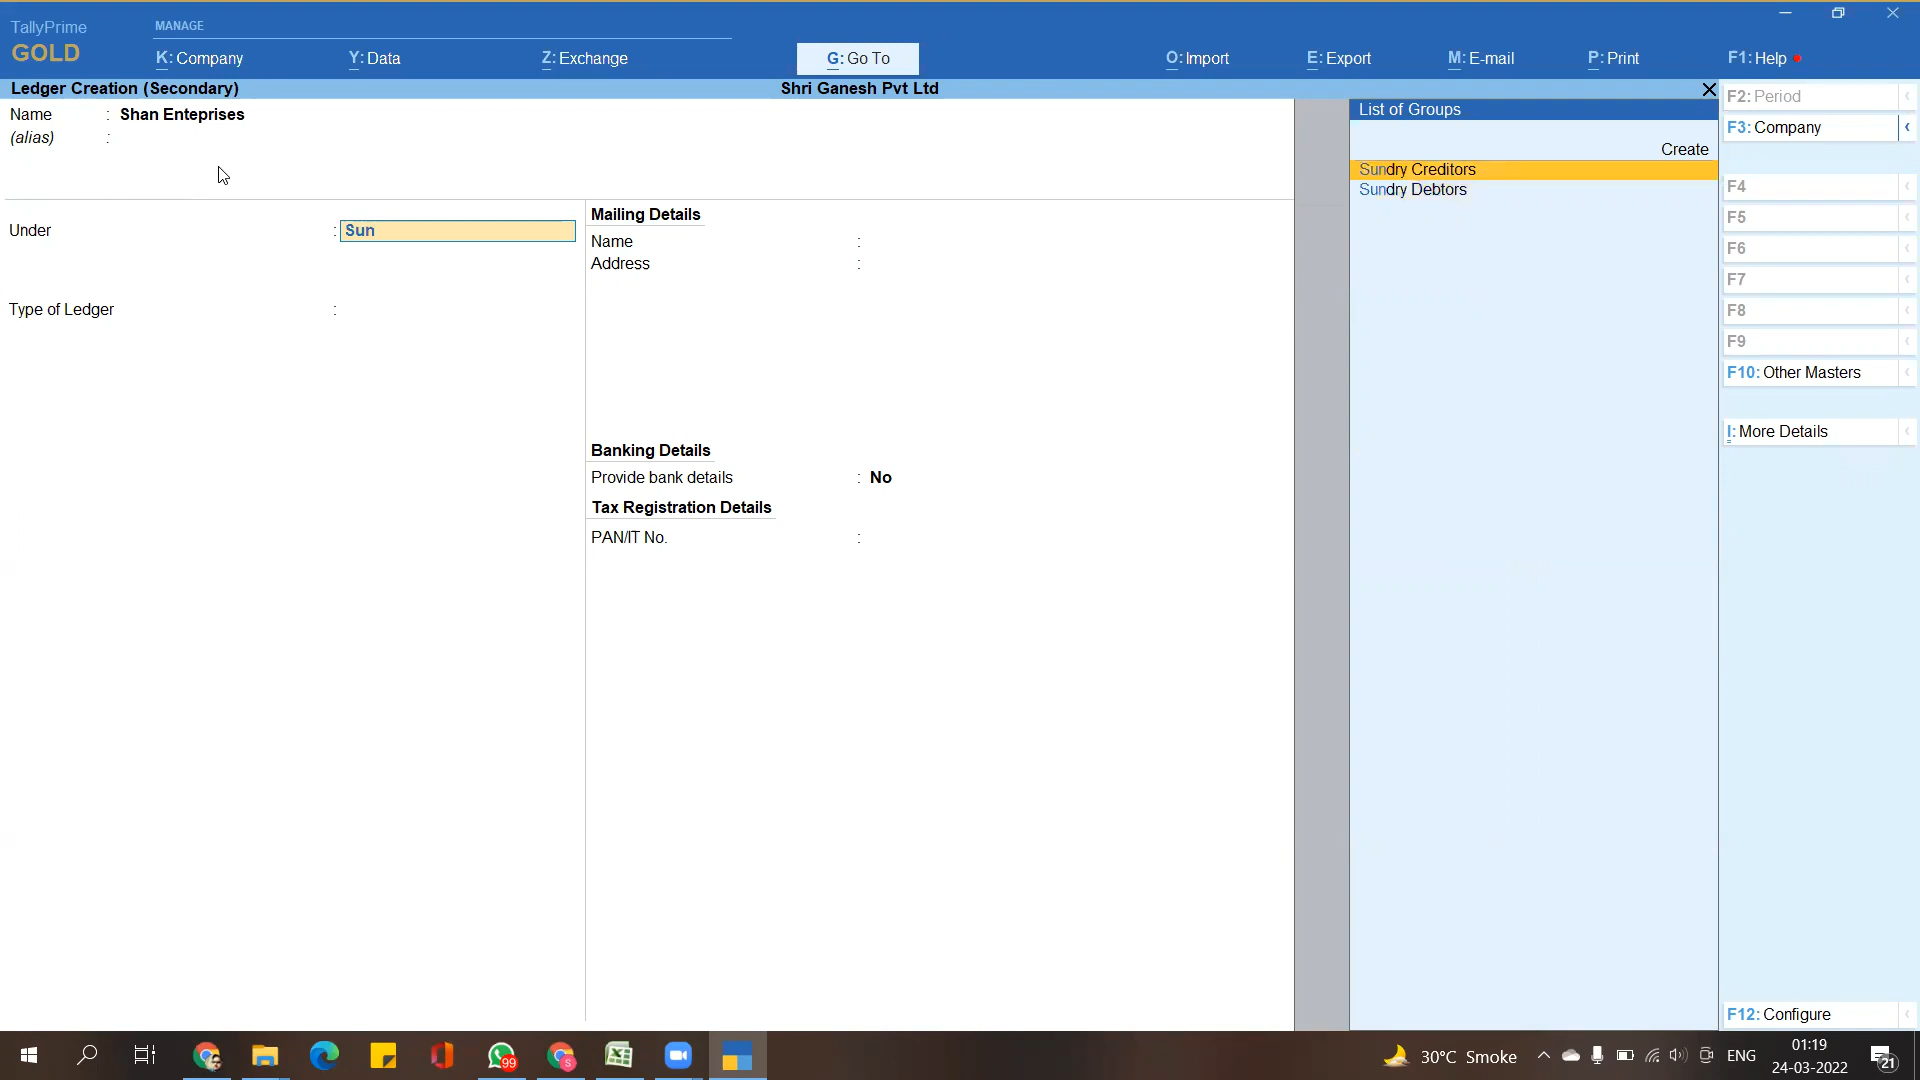 TallyPrime
GOLD
MANAGE
K: Company
Y: Data
Z: Exchange
G: Go To
O: Import
E: Export
M: E-mail
P: Print
F1: Help
Ledger Creation (Secondary)
Shri Ganesh Pvt Ltd
Name : Shan Enteprises
(alias) :
Under : Sun
Type of Ledger :
Mailing Details
Name :
Address :
Banking Details
Provide bank details : No
Tax Registration Details
PAN/IT No. :
List of Groups
Create
Sundry Creditors
Sundry Debtors
F2: Period
F3: Company
F4
F5
F6
F7
F8
F9
F10: Other Masters
I: More Details
F12: Configure
99
S
30°C Smoke
ENG
01:19
24-03-2022
21